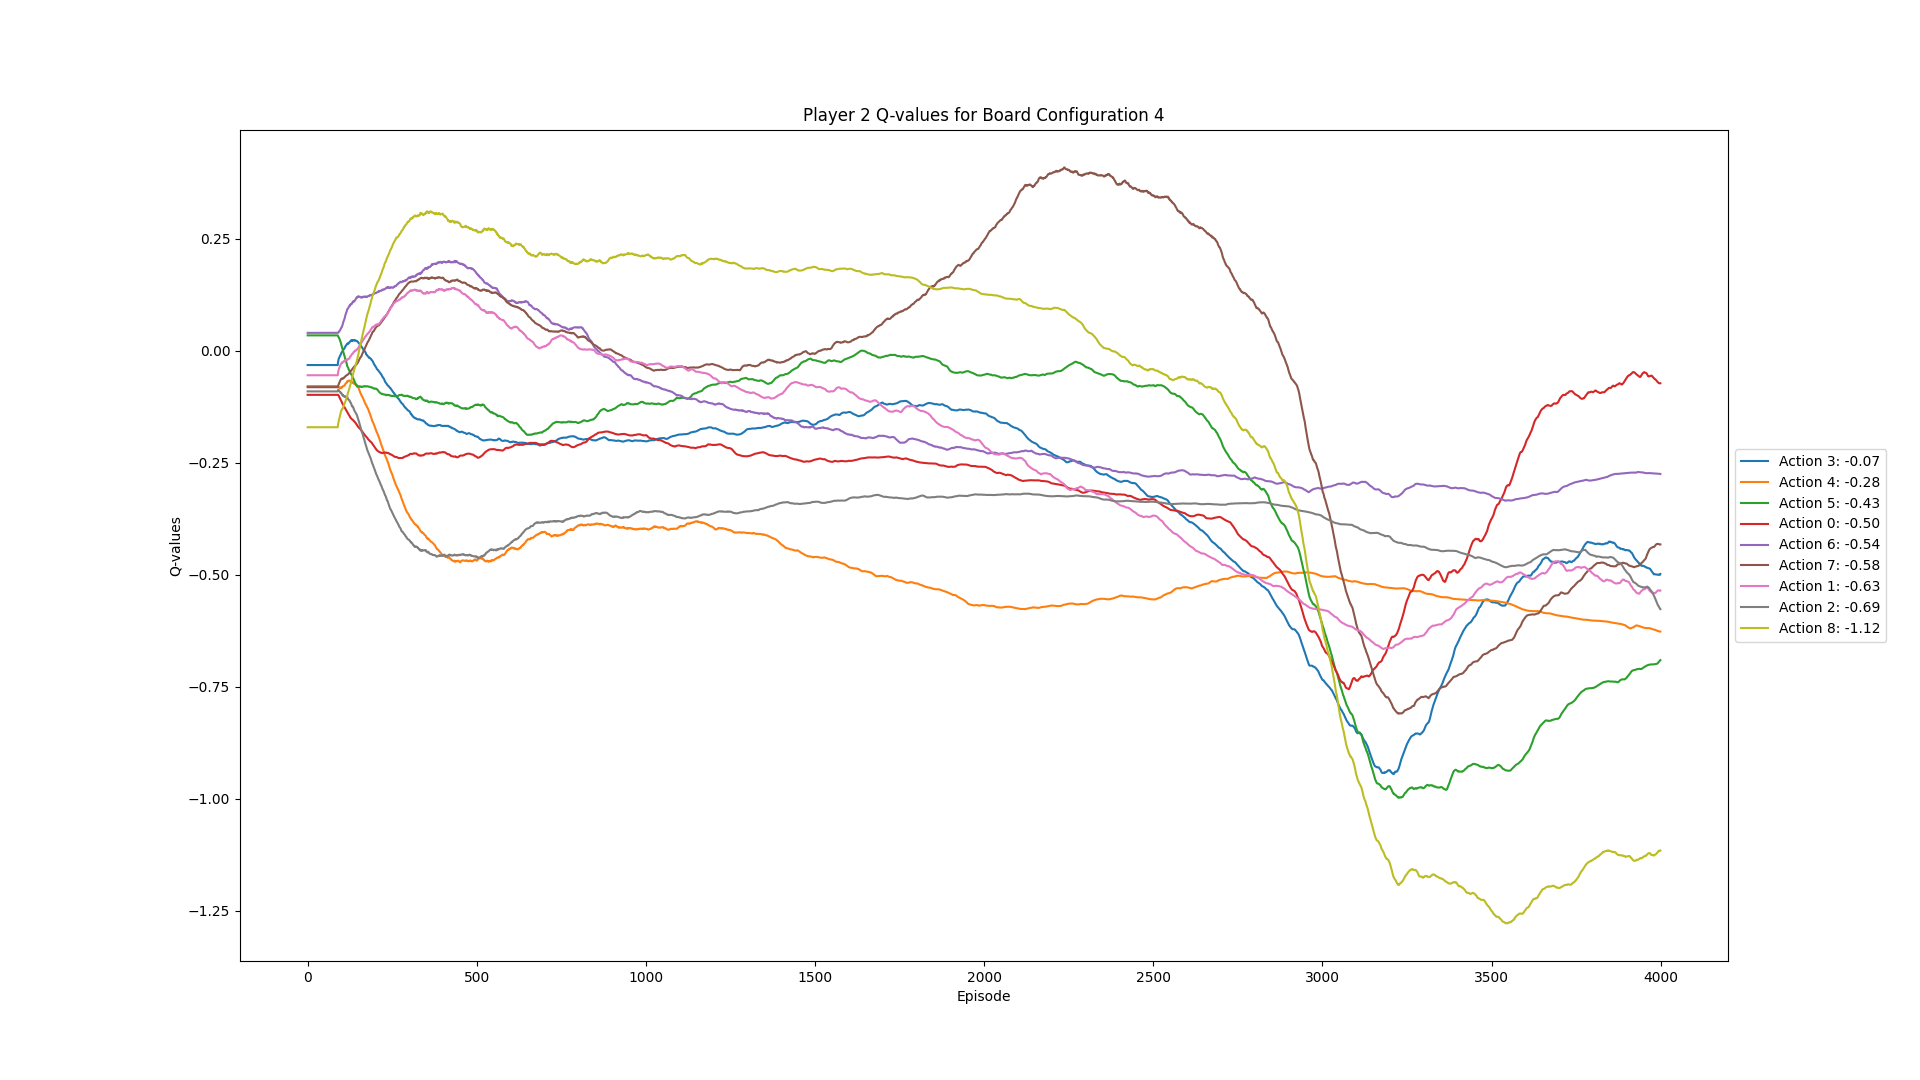 Player 2 Q-values for Board Configuration 4
Q-values
0.25
0.00
−0.25
−0.50
−0.75
−1.00
−1.25
0 500 1000 1500 2000 2500 3000 3500 4000
Episode
Action 3: -0.07
Action 4: -0.28
Action 5: -0.43
Action 0: -0.50
Action 6: -0.54
Action 7: -0.58
Action 1: -0.63
Action 2: -0.69
Action 8: -1.12